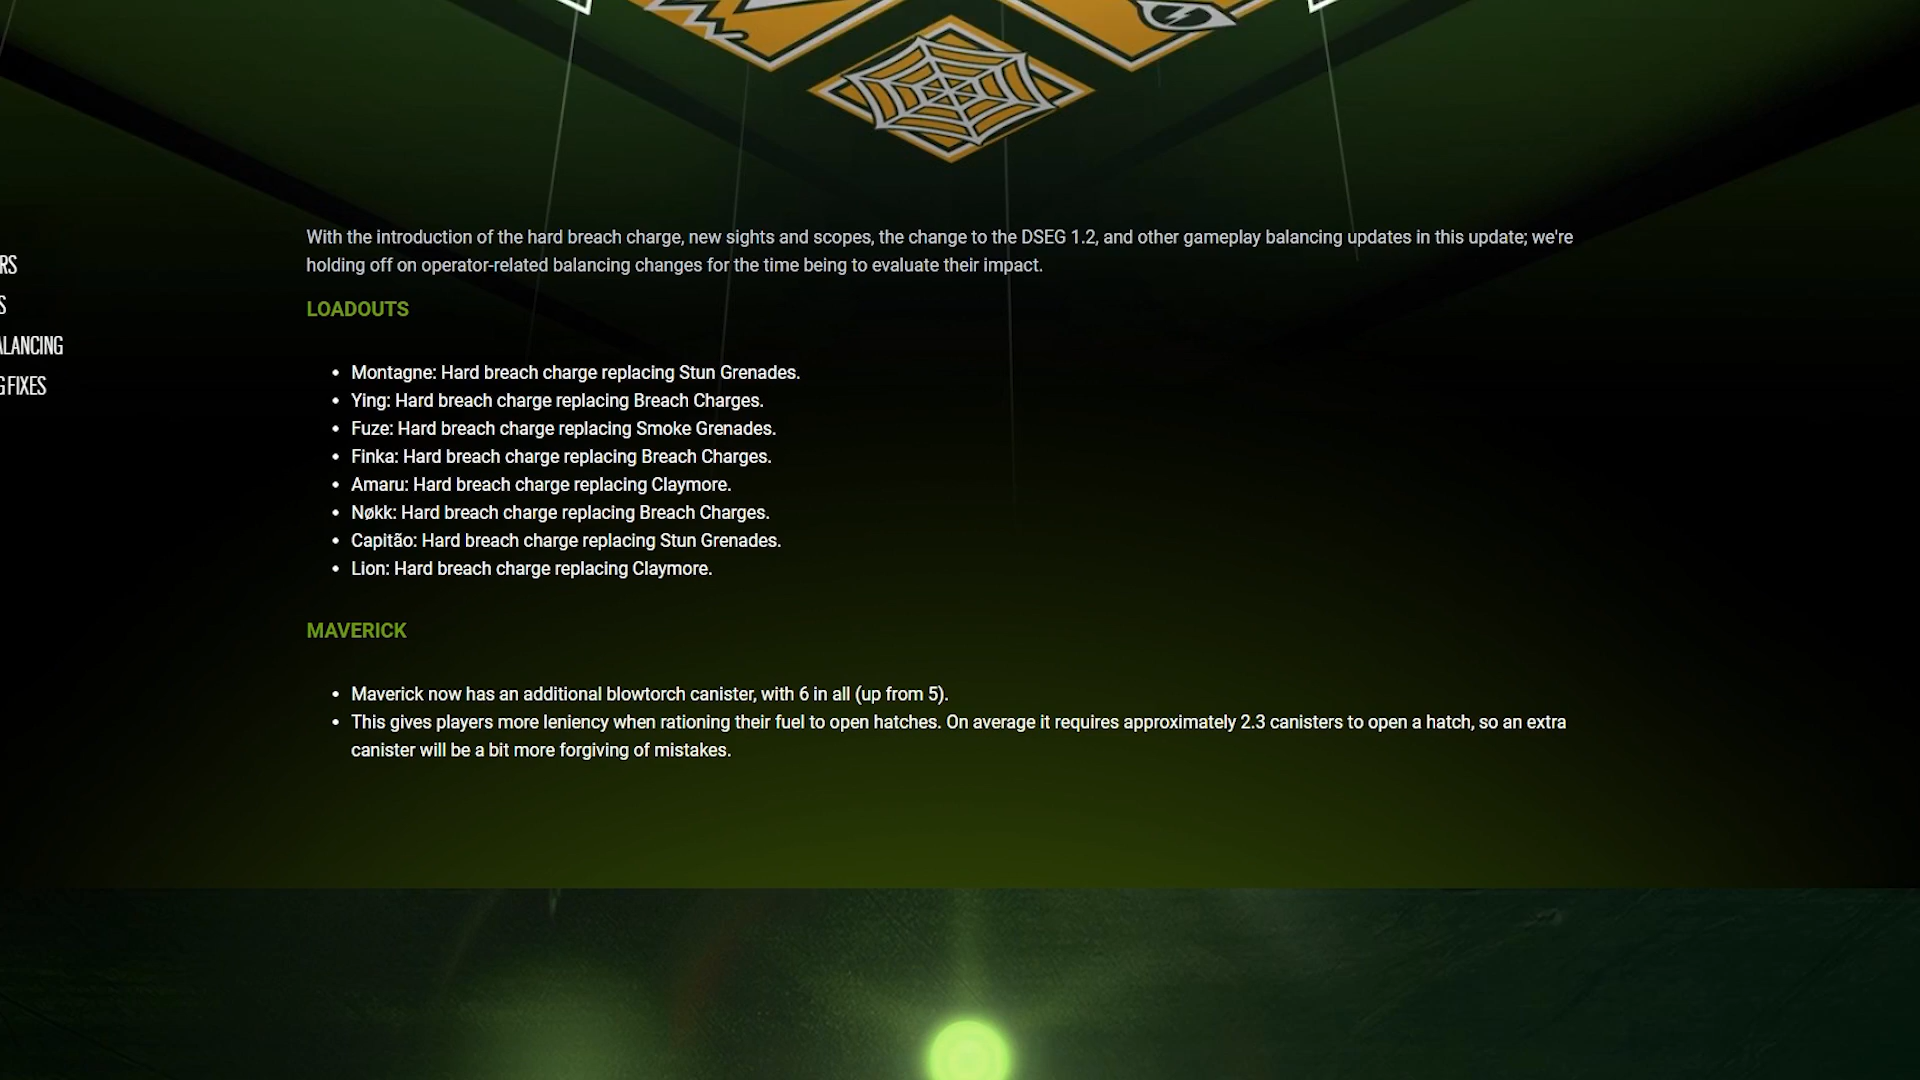 With the introduction of the hard breach charge, new sights and scopes, the change to the DSEG 1.2, and other gameplay balancing updates in this update; we're
holding off on operator-related balancing changes for the time being to evaluate their impact.
RS
S
ALANCING
G FIXES
LOADOUTS
• Montagne: Hard breach charge replacing Stun Grenades.
• Ying: Hard breach charge replacing Breach Charges.
• Fuze: Hard breach charge replacing Smoke Grenades.
• Finka: Hard breach charge replacing Breach Charges.
• Amaru: Hard breach charge replacing Claymore.
• Nøkk: Hard breach charge replacing Breach Charges.
• Capitão: Hard breach charge replacing Stun Grenades.
• Lion: Hard breach charge replacing Claymore.
MAVERICK
• Maverick now has an additional blowtorch canister, with 6 in all (up from 5).
• This gives players more leniency when rationing their fuel to open hatches. On average it requires approximately 2.3 canisters to open a hatch, so an extra
canister will be a bit more forgiving of mistakes.